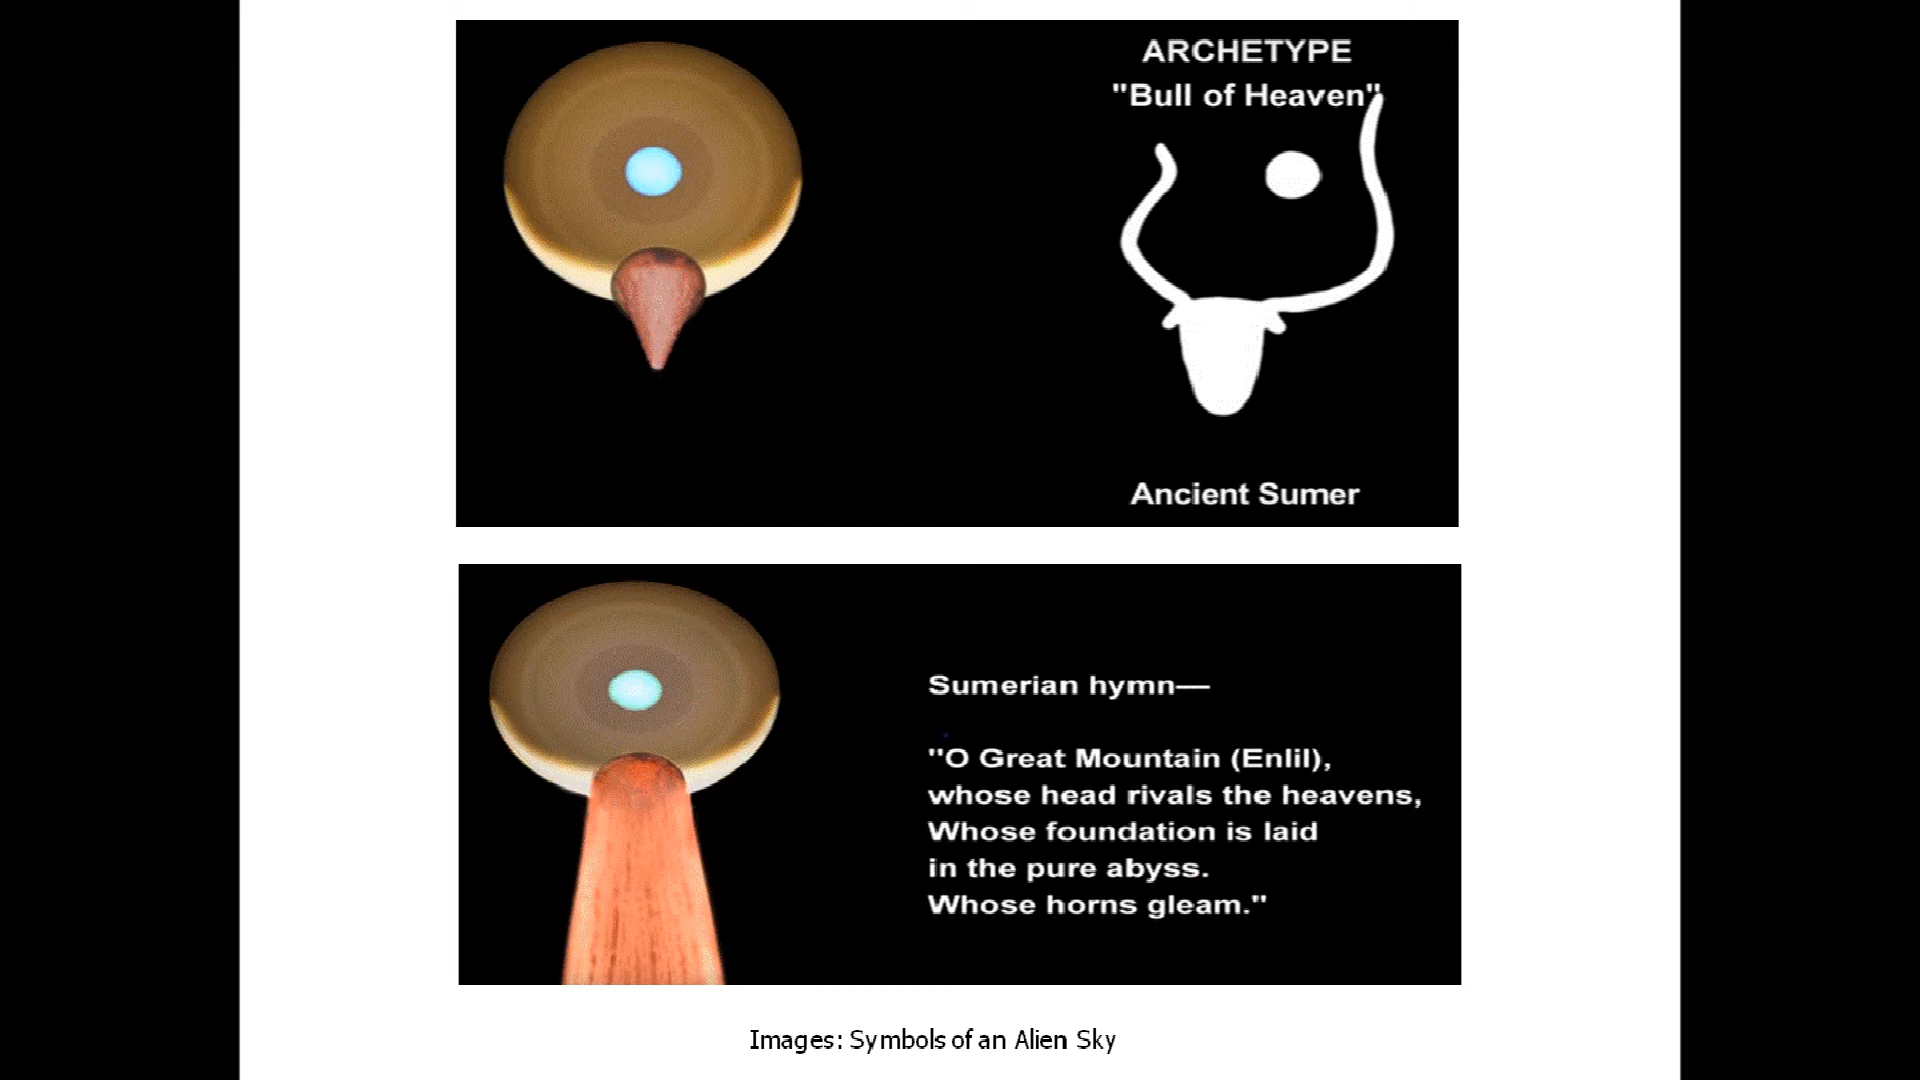 ARCHETYPE
"Bull of Heaven"
Ancient Sumer
Sumerian hymn—
"O Great Mountain (Enlil),
whose head rivals the heavens,
Whose foundation is laid
in the pure abyss.
Whose horns gleam."
Images: Symbols of an Alien Sky